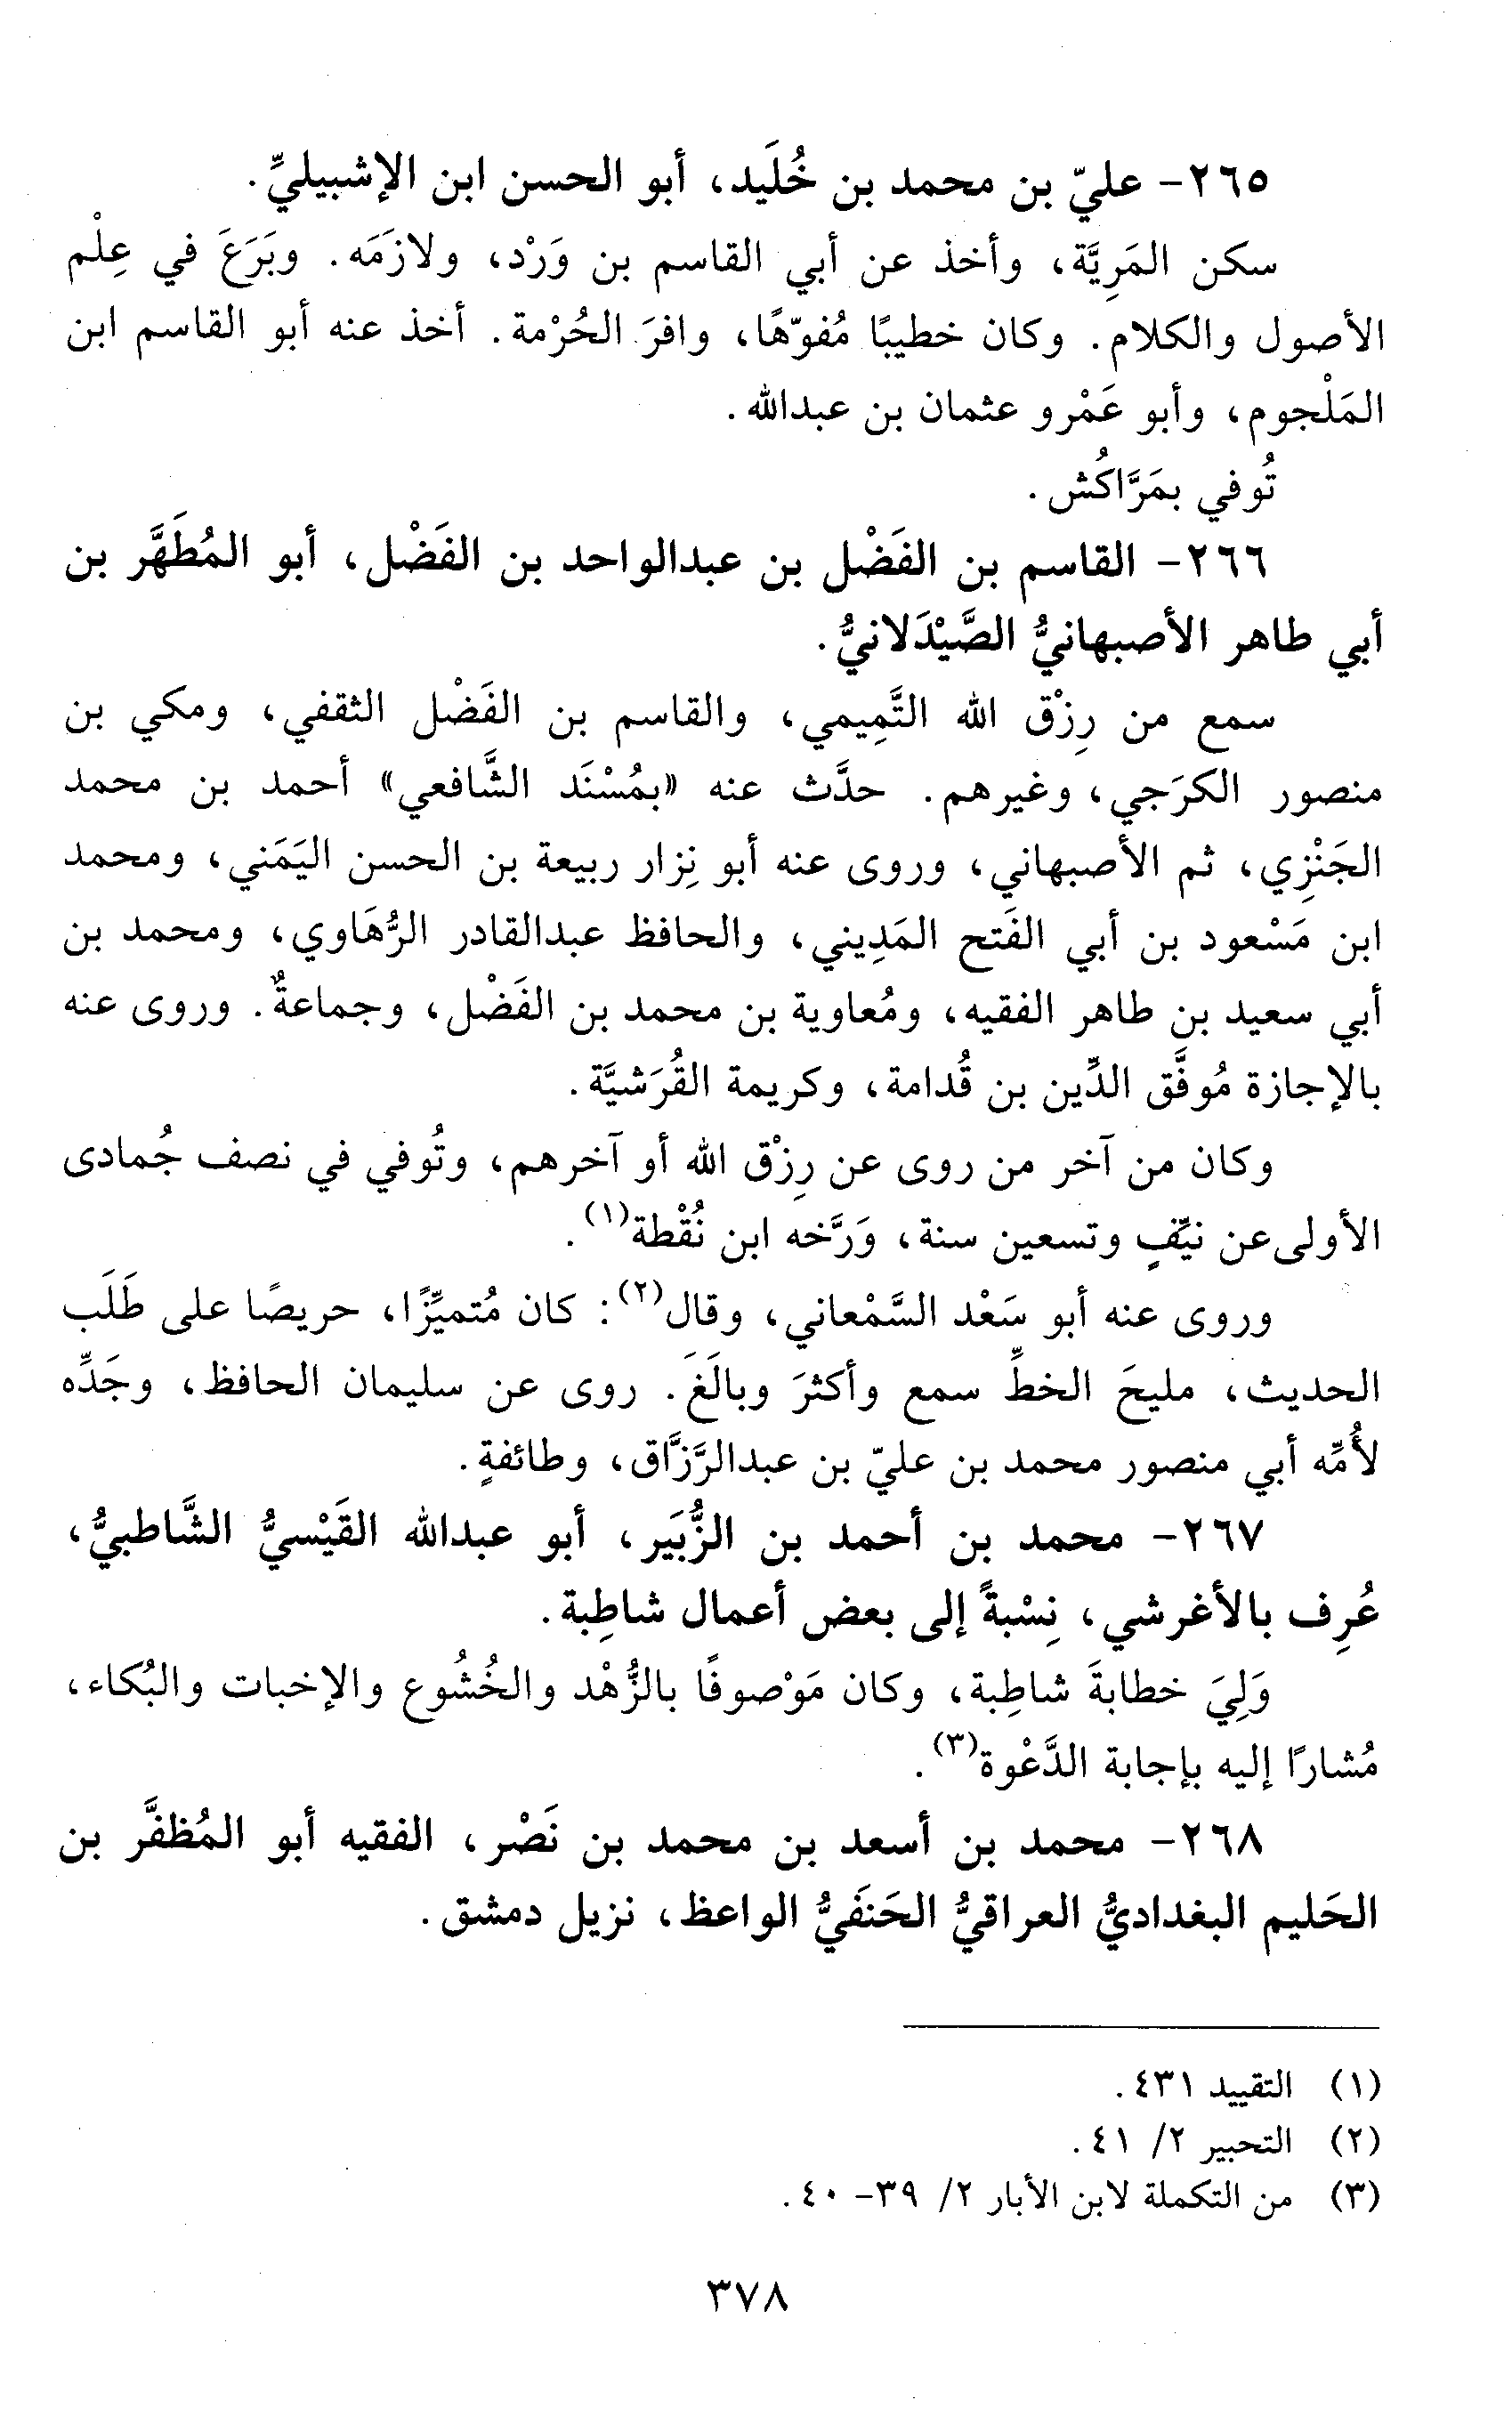 ٢٦٥- عليّ بن محمد بن خُلَيد، أبو الحسن ابن الإشبيليِّ.
سكن المَرِيَّة، وأخذ عن أبي القاسم بن وَرْد، ولازَمَه. وبَرَعَ في عِلْم
الأصول والكلام. وكان خطيبًا مُفوّهًا، وافرَ الحُرْمة. أخذ عنه أبو القاسم ابن
المَلْجوم، وأبو عَمْرو عثمان بن عبدالله.
تُوفي بمَرَّاكُش.
٢٦٦- القاسم بن الفَضْل بن عبدالواحد بن الفَضْل، أبو المُطَهَّر بن
أبي طاهر الأصبهانيُّ الصَّيْدَلانيُّ.
سمع من رِزْق الله التَّمِيمي، والقاسم بن الفَضْل الثقفي، ومكي بن
منصور الكرَجي، وغيرهم. حدَّث عنه «بمُسْنَد الشَّافعي» أحمد بن محمد
الجَنْزِي، ثم الأصبهاني، وروى عنه أبو نِزار ربيعة بن الحسن اليَمَني، ومحمد
ابن مَسْعود بن أبي الفَتح المَدِيني، والحافظ عبدالقادر الرُّهَاوي، ومحمد بن
أبي سعيد بن طاهر الفقيه، ومُعاوية بن محمد بن الفَضْل، وجماعةٌ. وروى عنه
بالإجازة مُوفَّق الدِّين بن قُدامة، وكريمة القُرَشيَّة.
وكان من آخر من روى عن رِزْق الله أو آخرهم، وتُوفي في نصف جُمادى
الأولى عن نيِّفٍ وتسعين سنة، وَرَّخه ابن نُقْطة(١).
وروى عنه أبو سَعْد السَّمْعاني، وقال(٢): كان مُتميِّزًا، حريصًا على طَلَب
الحديث، مليحَ الخطِّ سمع وأكثرَ وبالَغَ. روى عن سليمان الحافظ، وجَدِّه
لأُمِّه أبي منصور محمد بن عليّ بن عبدالرَّزَّاق، وطائفةٍ.
٢٦٧- محمد بن أحمد بن الزُّبَير، أبو عبدالله القَيْسيُّ الشَّاطبيُّ،
عُرِف بالأغرشي، نِسْبةً إلى بعض أعمال شاطِبة.
وَلِيَ خطابةَ شاطِبة، وكان مَوْصوفًا بالزُّهْد والخُشُوع والإخبات والبُكاء،
مُشارًا إليه بإجابة الدَّعْوة(٣).
٢٦٨- محمد بن أسعد بن محمد بن نَصْر، الفقيه أبو المُظفَّر بن
الحَليم البغداديُّ العراقيُّ الحَنَفيُّ الواعظ، نزيل دمشق.
(١) التقييد ٤٣١.
(٢) التحبير ٢/ ٤١.
(٣) من التكملة لابن الأبار ٢/ ٣٩- ٤٠.
٣٧٨